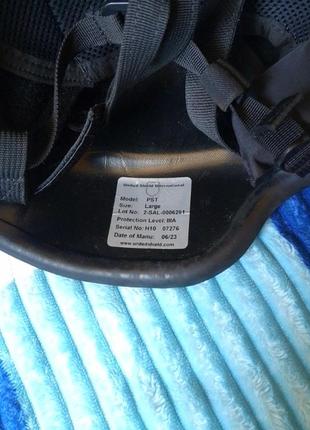 United Shield International
Model: PST
Size: Large
Lot No: 2-SAL-0006291
Protection Level: IIIA
Serial No: H10 07276
Date of Manu: 06/23
www.unitedshield.com